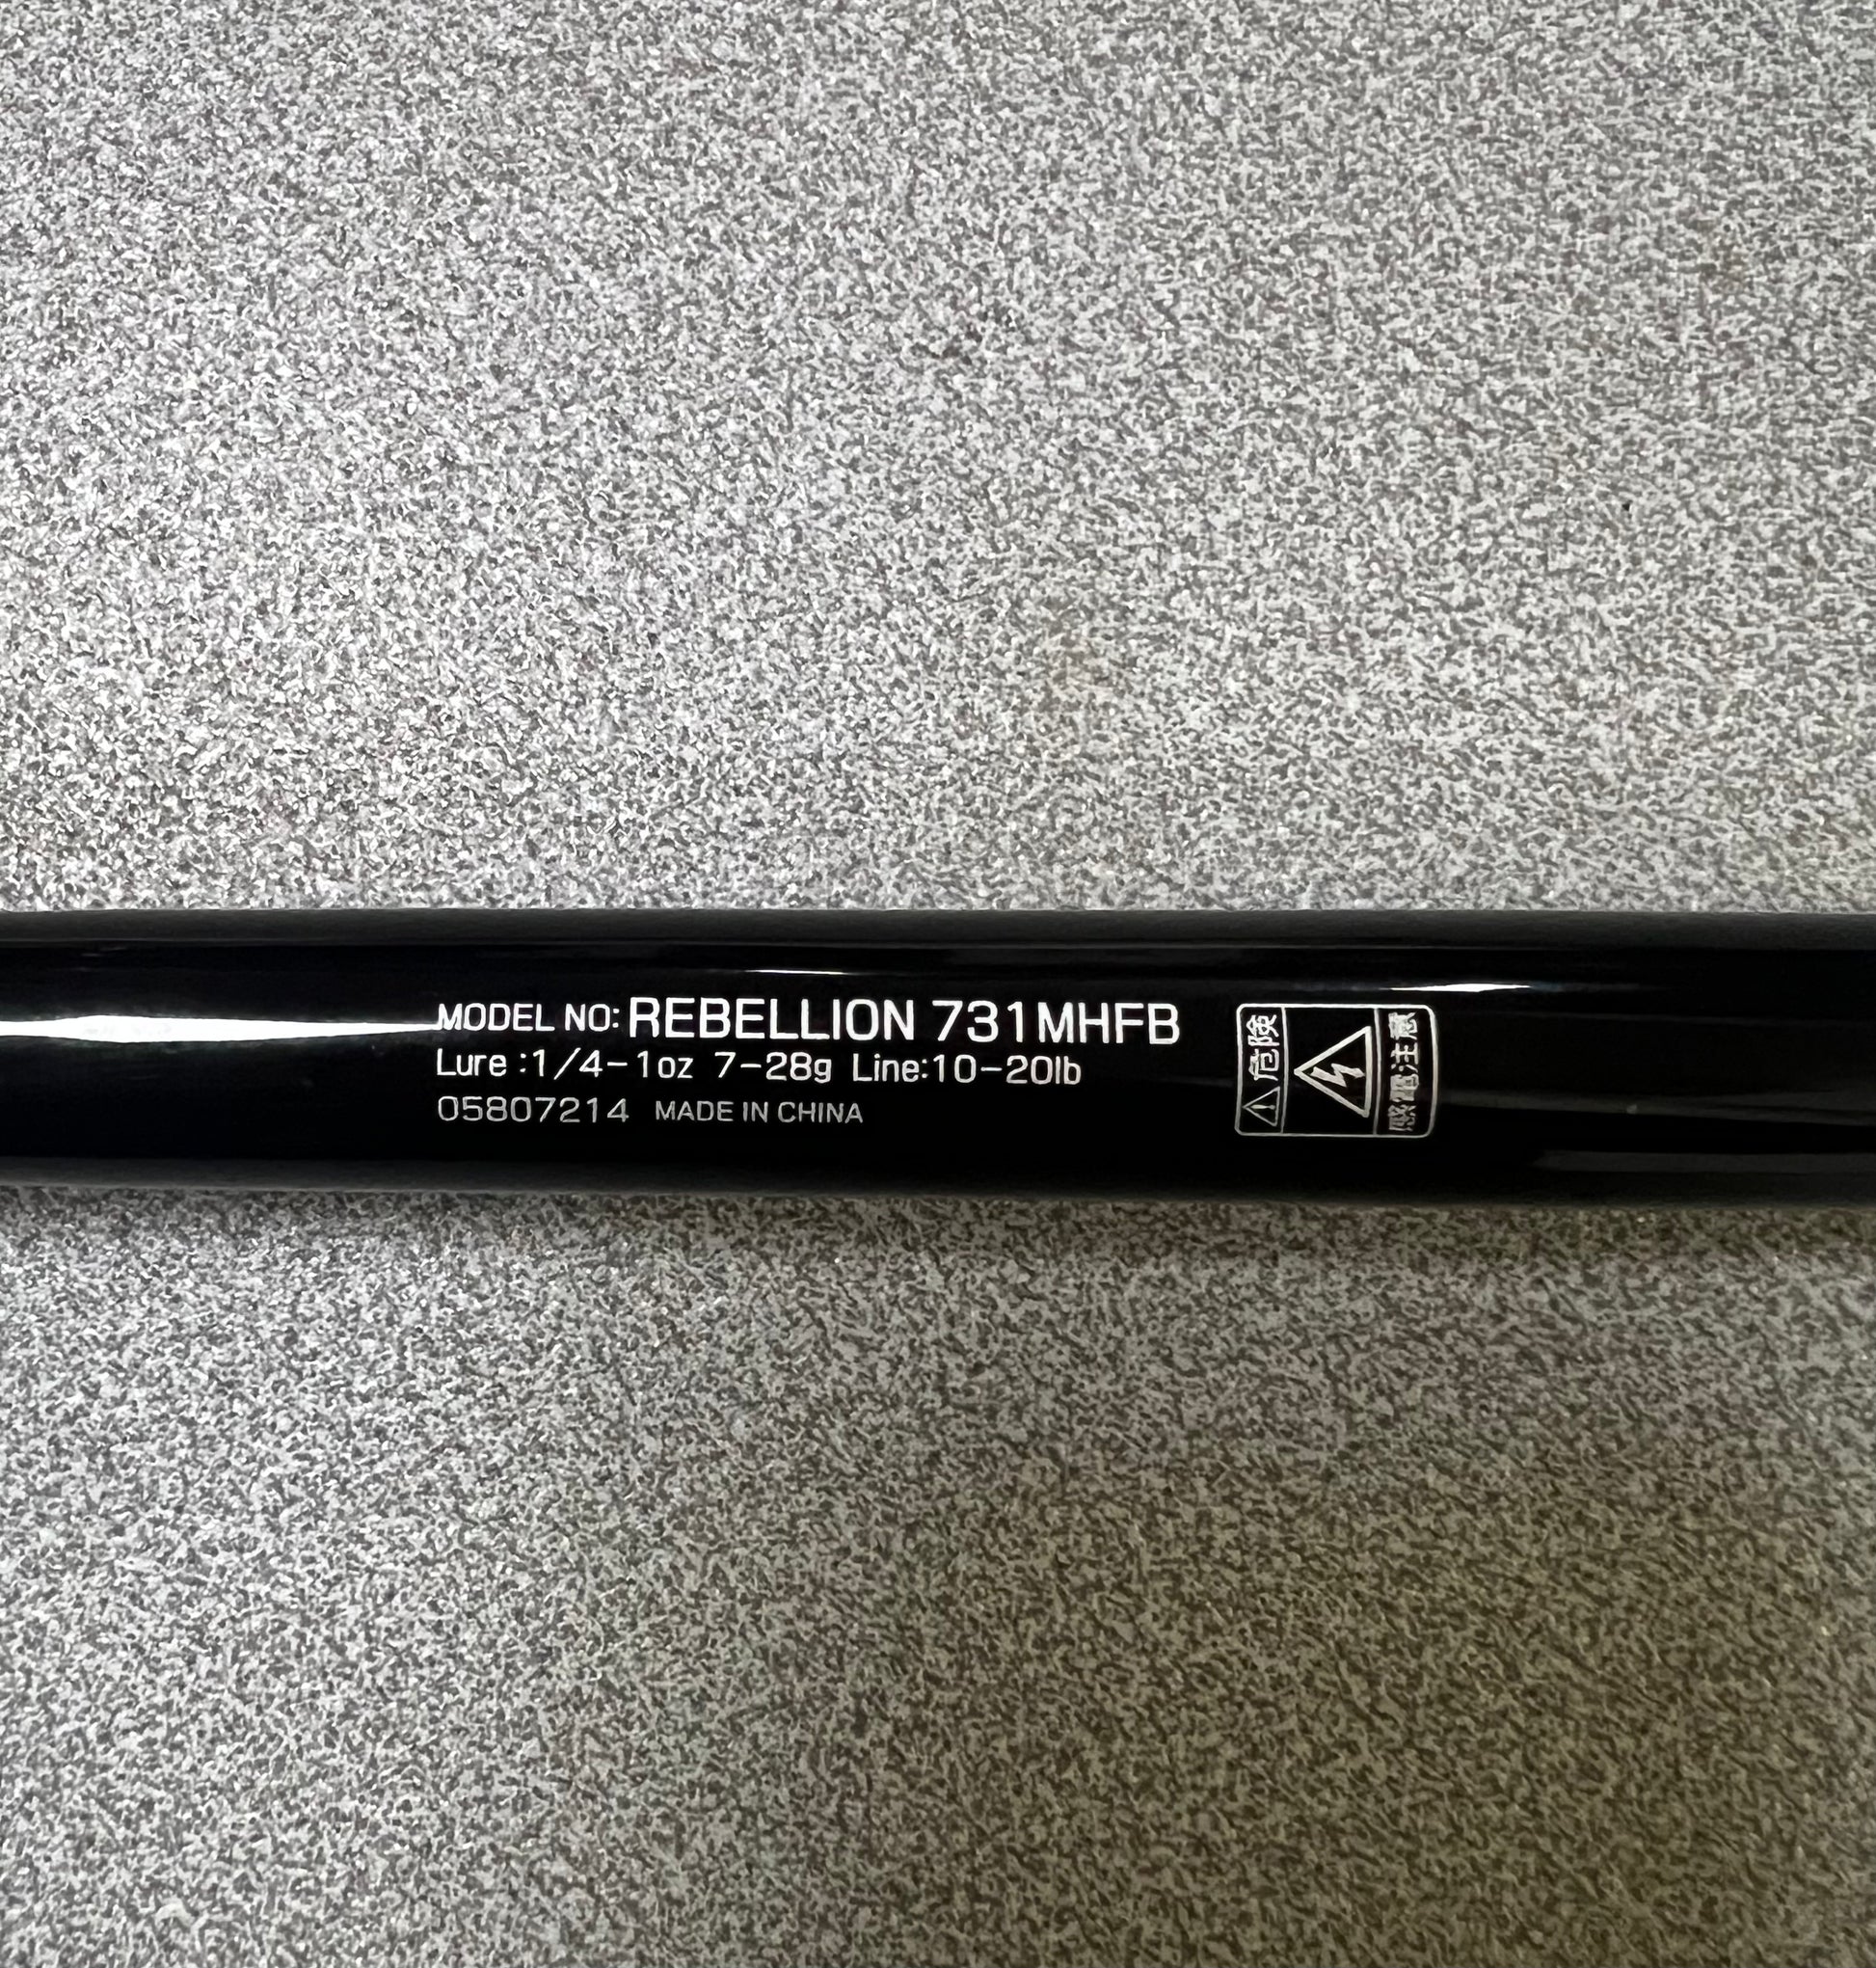 MODEL NO: REBELLION 731MHFB
Lure :1/4-1oz 7-28g Line:10-20lb
05807214 MADE IN CHINA
危険
感電注意